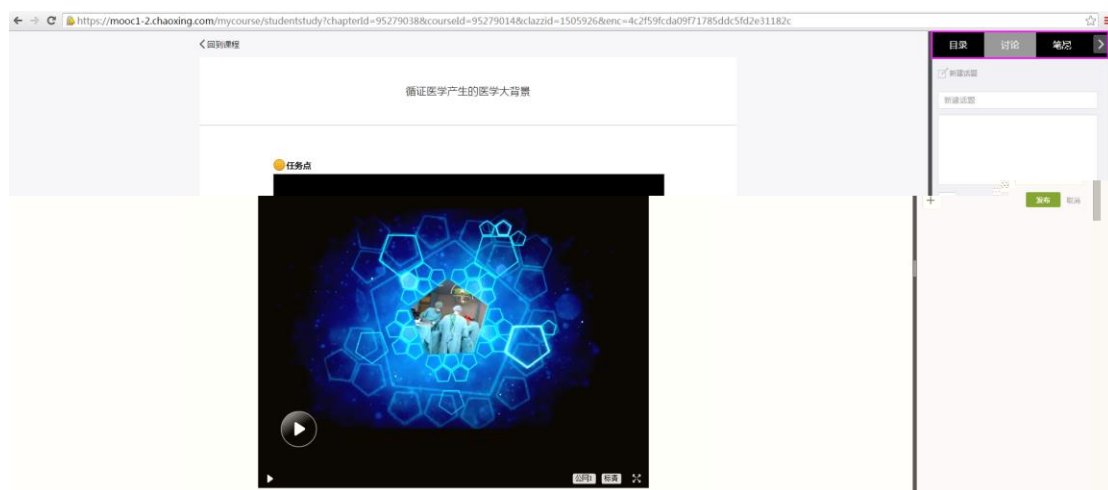 https://mooc1-2.chaoxing.com/mycourse/studentstudy?chapterId=95279038&courseId=95279014&clazzid=1505926&enc=4c2f59fcda09f71785ddc5fd2e31182c
回到课程
目录 讨论 笔记
新建话题
循证医学产生的医学大背景
新建话题
任务点
发布 取消
公网1 标清